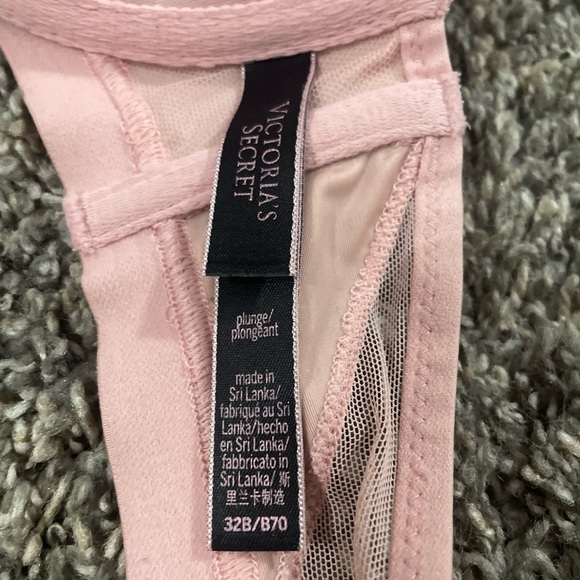 VICTORIA'S
SECRET
plunge/
plongeant
made in
Sri Lanka/
fabriqué au Sri
Lanka/hecho
en Sri Lanka/
fabbricato in
Sri Lanka/ 斯
里兰卡制造
32B/B70